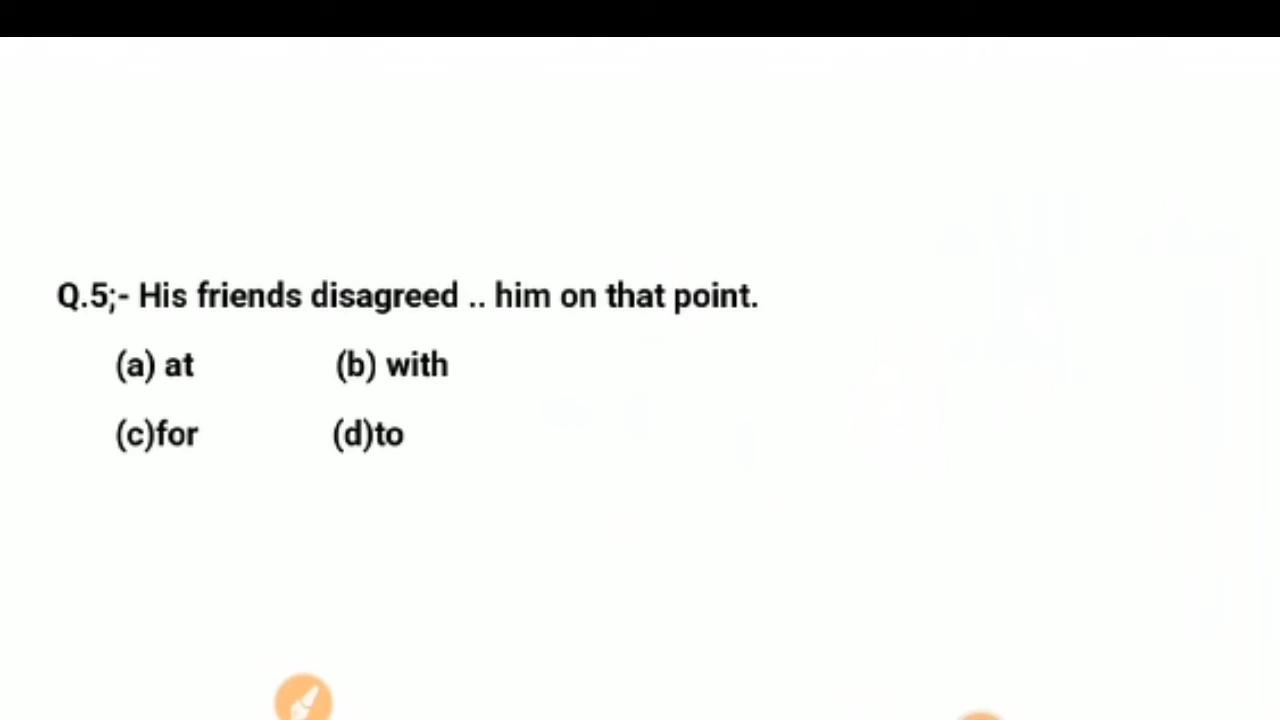 Q.5;- His friends disagreed .. him on that point.
(a) at (b) with
(c)for (d)to